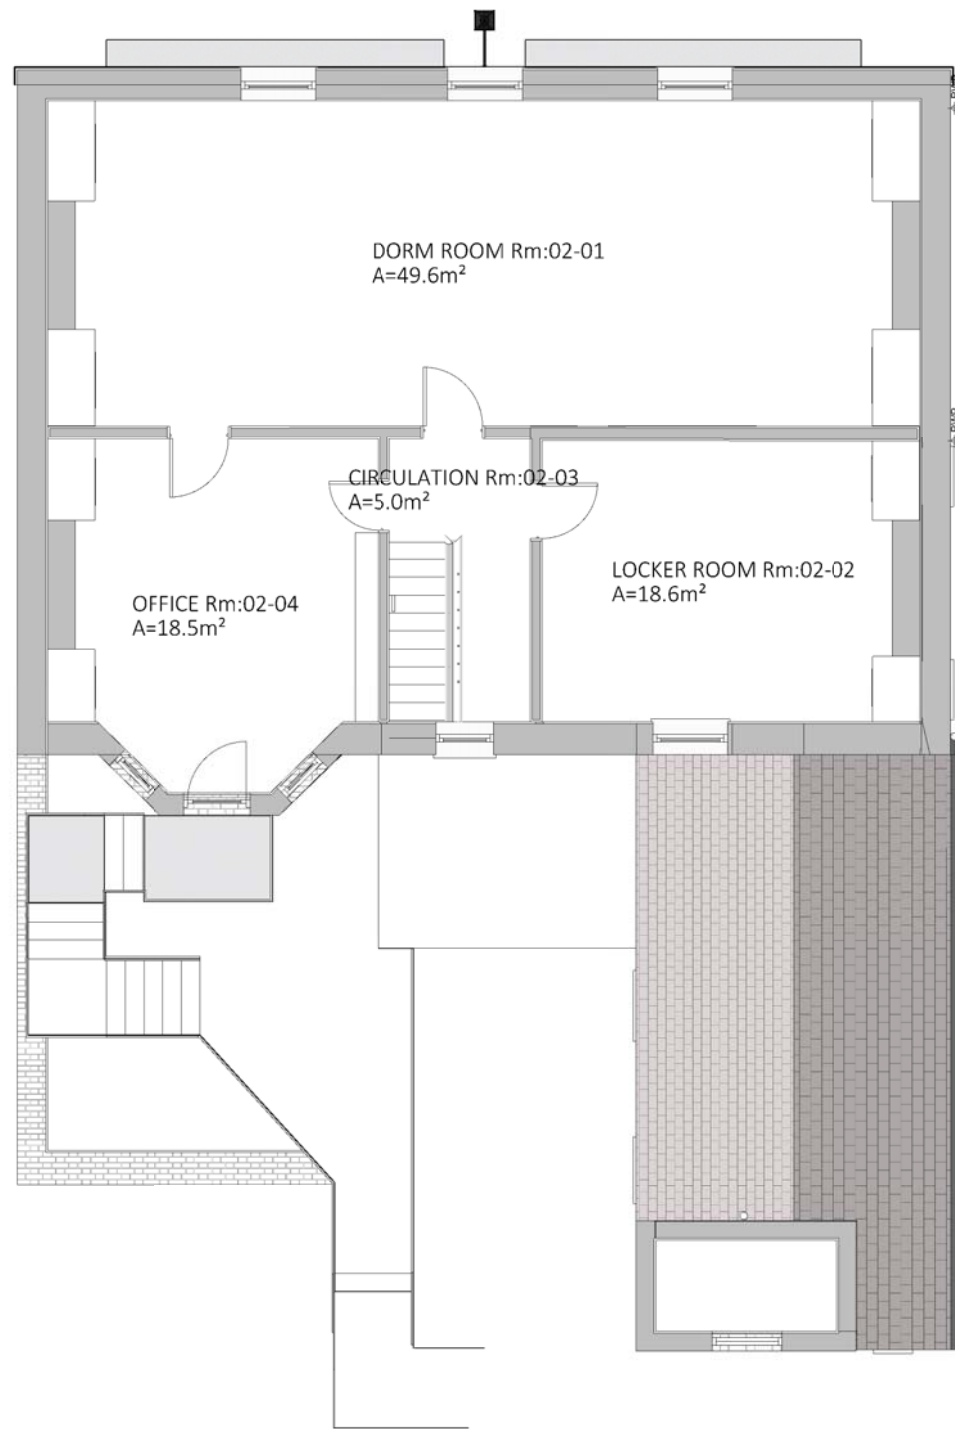 DORM ROOM Rm:02-01
A=49.6m²
CIRCULATION Rm:02-03
A=5.0m²
LOCKER ROOM Rm:02-02
A=18.6m²
OFFICE Rm:02-04
A=18.5m²